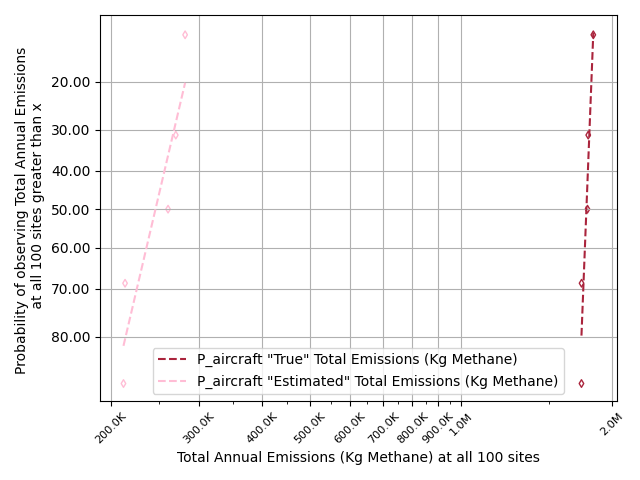 Probability of observing Total Annual Emissions
at all 100 sites greater than x
20.00
30.00
40.00
50.00
60.00
70.00
80.00
P_aircraft "True" Total Emissions (Kg Methane)
P_aircraft "Estimated" Total Emissions (Kg Methane)
200.0K
300.0K
400.0K
500.0K
600.0K
700.0K
800.0K
900.0K
1.0M
2.0M
Total Annual Emissions (Kg Methane) at all 100 sites